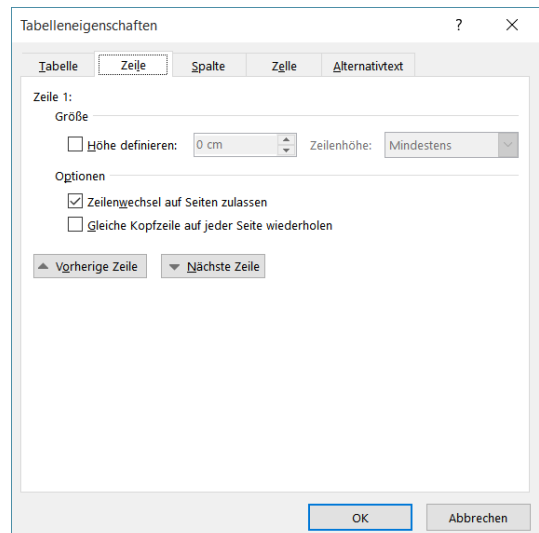 Tabelleneigenschaften ?
Tabelle Zeile Spalte Zelle Alternativtext
Zeile 1:
Größe
Höhe definieren: 0 cm Zeilenhöhe: Mindestens
Optionen
Zeilenwechsel auf Seiten zulassen
Gleiche Kopfzeile auf jeder Seite wiederholen
Vorherige Zeile Nächste Zeile
OK Abbrechen